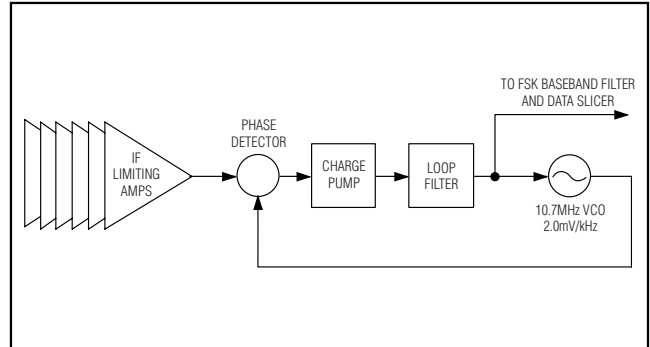 TO FSK BASEBAND FILTER
AND DATA SLICER
PHASE
DETECTOR
IF
LIMITING
AMPS
CHARGE
PUMP
LOOP
FILTER
10.7MHz VCO
2.0mV/kHz